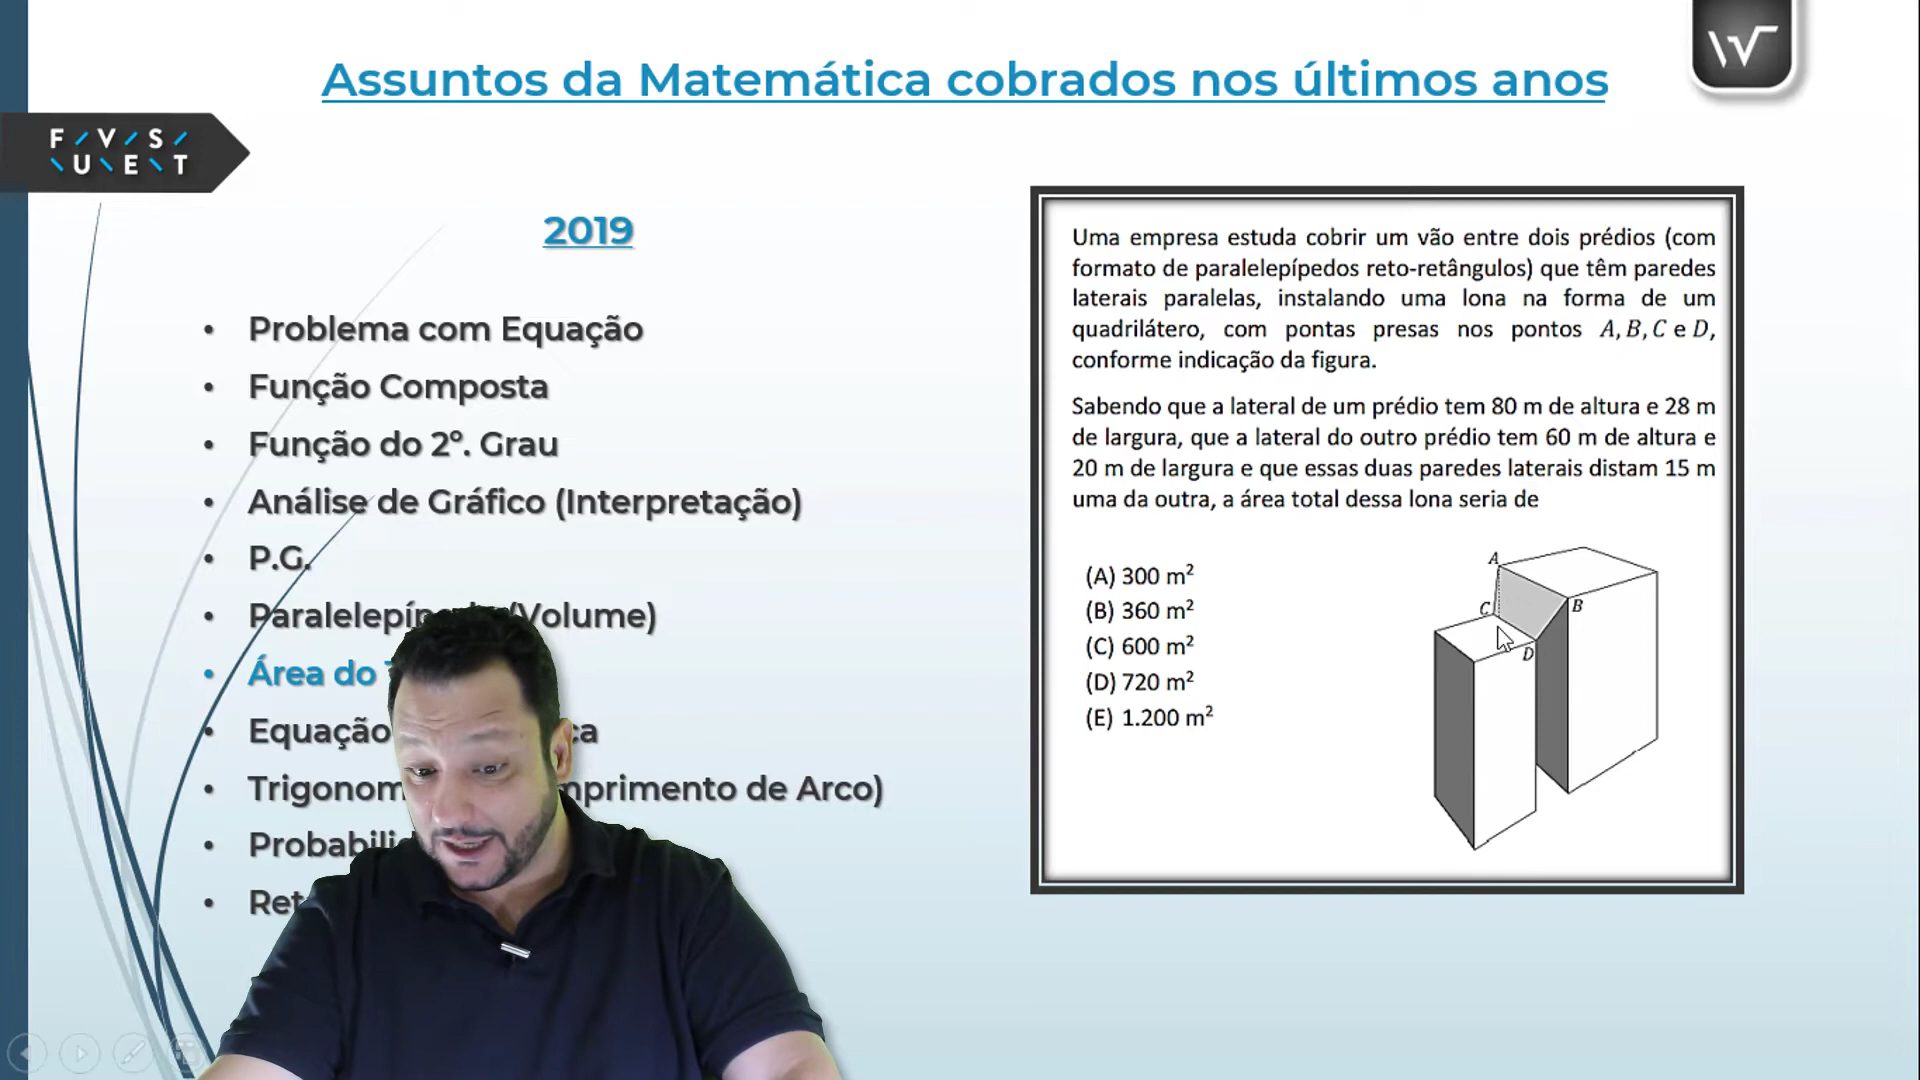 Assuntos da Matemática cobrados nos últimos anos
F V S
U E T
2019
• Problema com Equação
• Função Composta
• Função do 2º. Grau
• Análise de Gráfico (Interpretação)
• P.G.
• (Volume)
• Área do
• Equação
• de Arco)
•
•
Uma empresa estuda cobrir um vão entre dois prédios (com
formato de paralelepípedos reto-retângulos) que têm paredes
laterais paralelas, instalando uma lona na forma de um
quadrilátero, com pontas presas nos pontos A, B, C e D,
conforme indicação da figura.
Sabendo que a lateral de um prédio tem 80 m de altura e 28 m
de largura, que a lateral do outro prédio tem 60 m de altura e
20 m de largura e que essas duas paredes laterais distam 15 m
uma da outra, a área total dessa lona seria de
(A) 300 m²
(B) 360 m²
(C) 600 m²
(D) 720 m²
(E) 1.200 m²
A
C
B
D